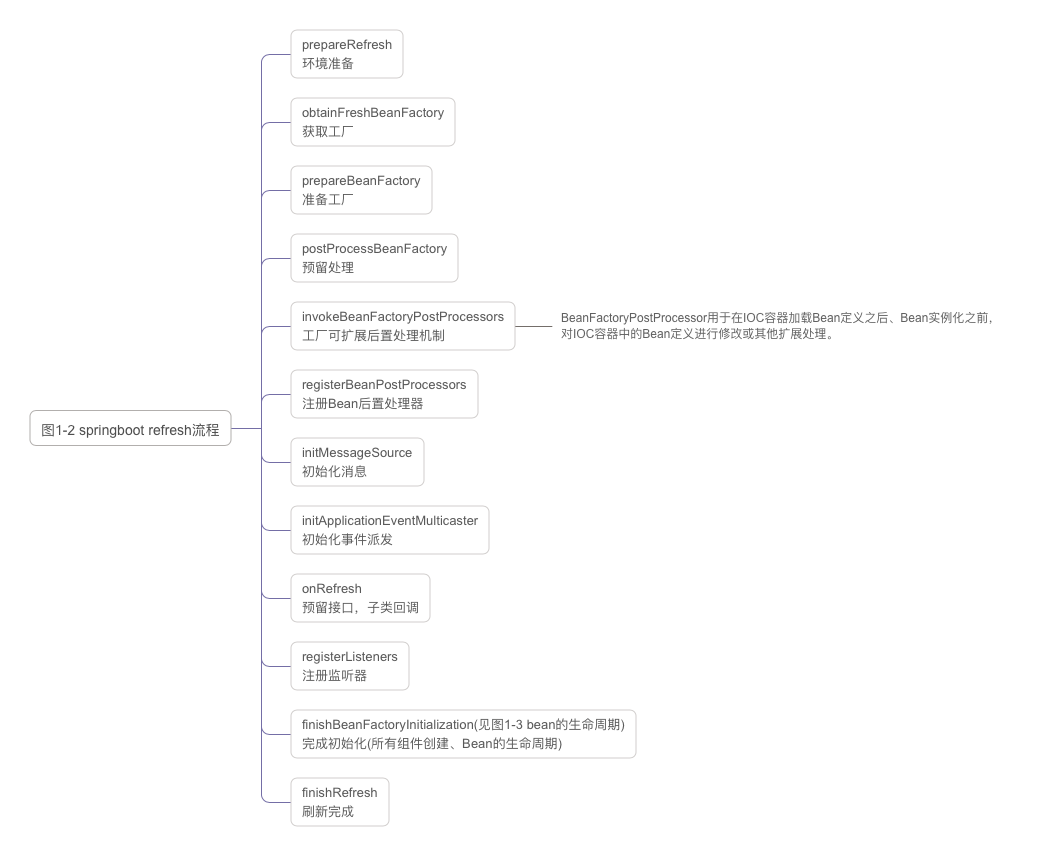 prepareRefresh
环境准备
obtainFreshBeanFactory
获取工厂
prepareBeanFactory
准备工厂
postProcessBeanFactory
预留处理
invokeBeanFactoryPostProcessors
工厂可扩展后置处理机制
BeanFactoryPostProcessor用于在IOC容器加载Bean定义之后、Bean实例化之前，
对IOC容器中的Bean定义进行修改或其他扩展处理。
registerBeanPostProcessors
注册Bean后置处理器
图1-2 springboot refresh流程
initMessageSource
初始化消息
initApplicationEventMulticaster
初始化事件派发
onRefresh
预留接口，子类回调
registerListeners
注册监听器
finishBeanFactoryInitialization(见图1-3 bean的生命周期)
完成初始化(所有组件创建、Bean的生命周期)
finishRefresh
刷新完成